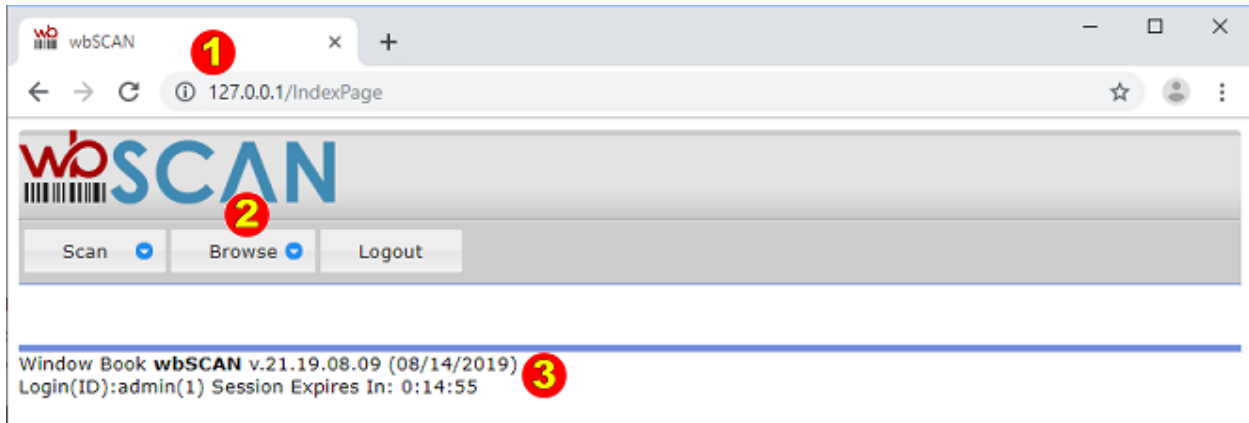 wb wbSCAN
1
127.0.0.1/IndexPage
wbSCAN
2
Scan Browse Logout
Window Book wbSCAN v.21.19.08.09 (08/14/2019)
3
Login(ID):admin(1) Session Expires In: 0:14:55